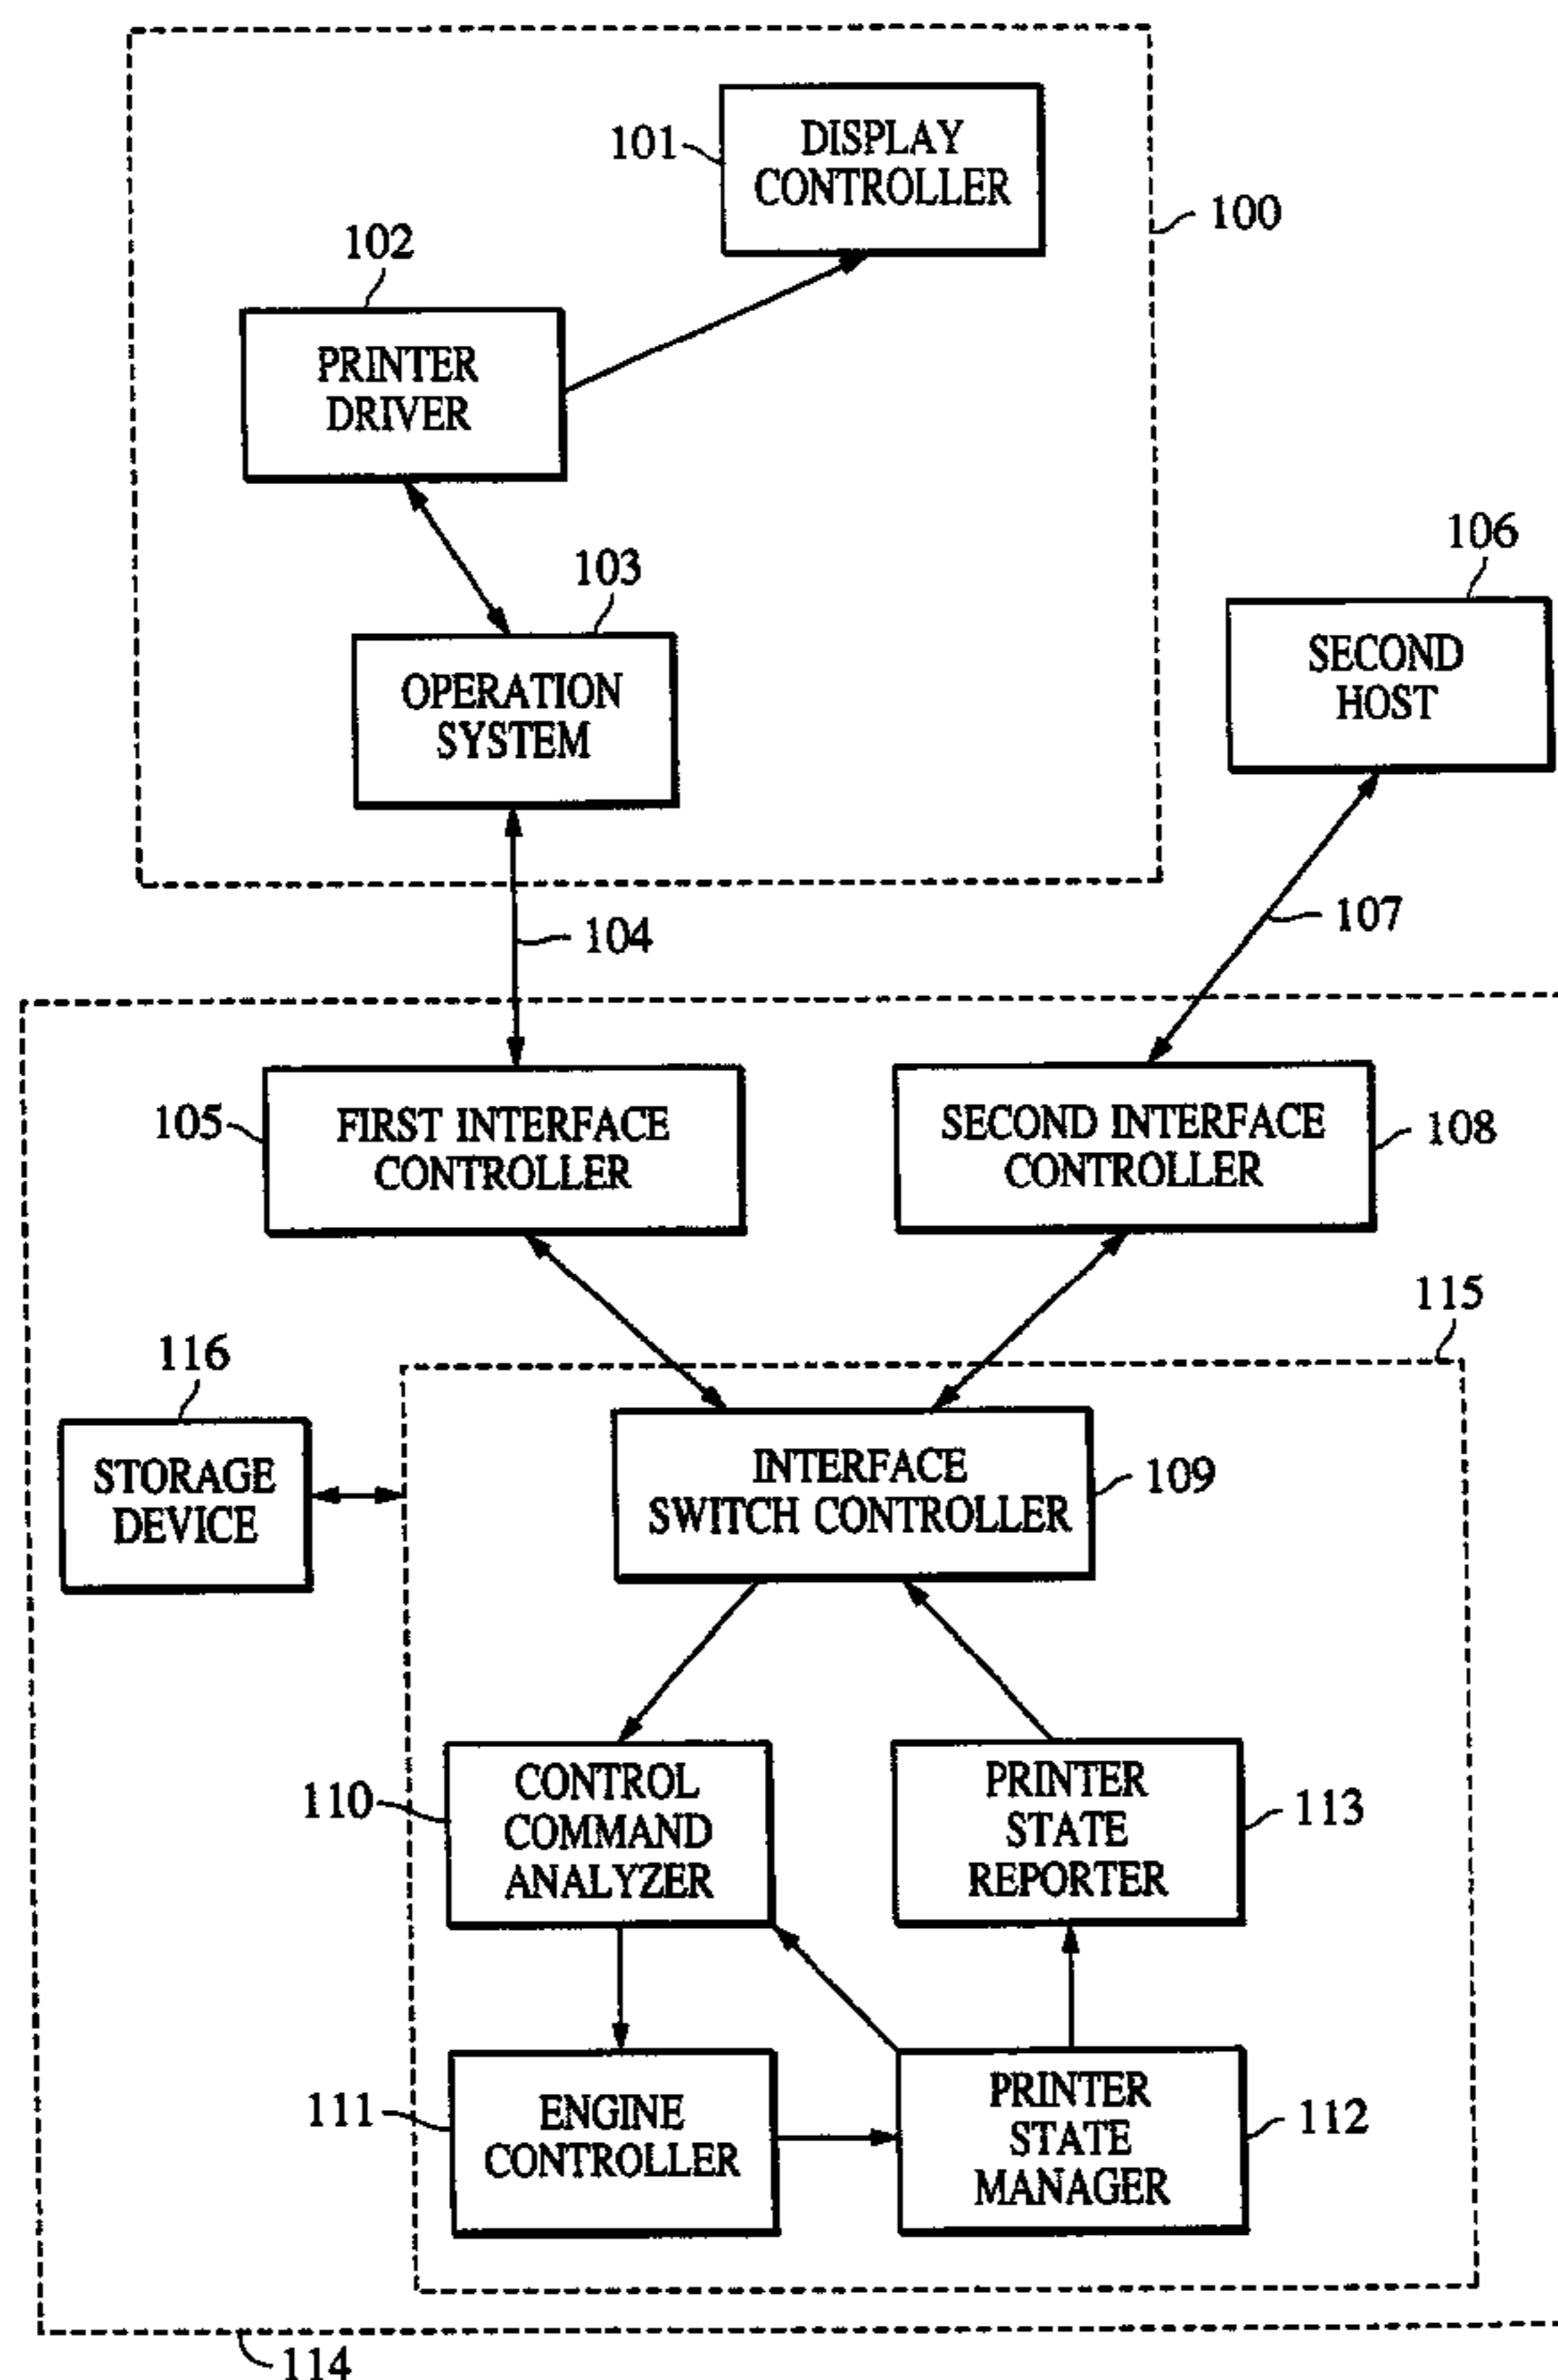 101
DISPLAY
CONTROLLER
100
102
PRINTER
DRIVER
103
OPERATION
SYSTEM
106
SECOND
HOST
104
107
105
FIRST INTERFACE
CONTROLLER
SECOND INTERFACE
CONTROLLER
108
115
116
STORAGE
DEVICE
INTERFACE
SWITCH CONTROLLER
109
110
CONTROL
COMMAND
ANALYZER
PRINTER
STATE
REPORTER
113
111
ENGINE
CONTROLLER
PRINTER
STATE
MANAGER
112
114